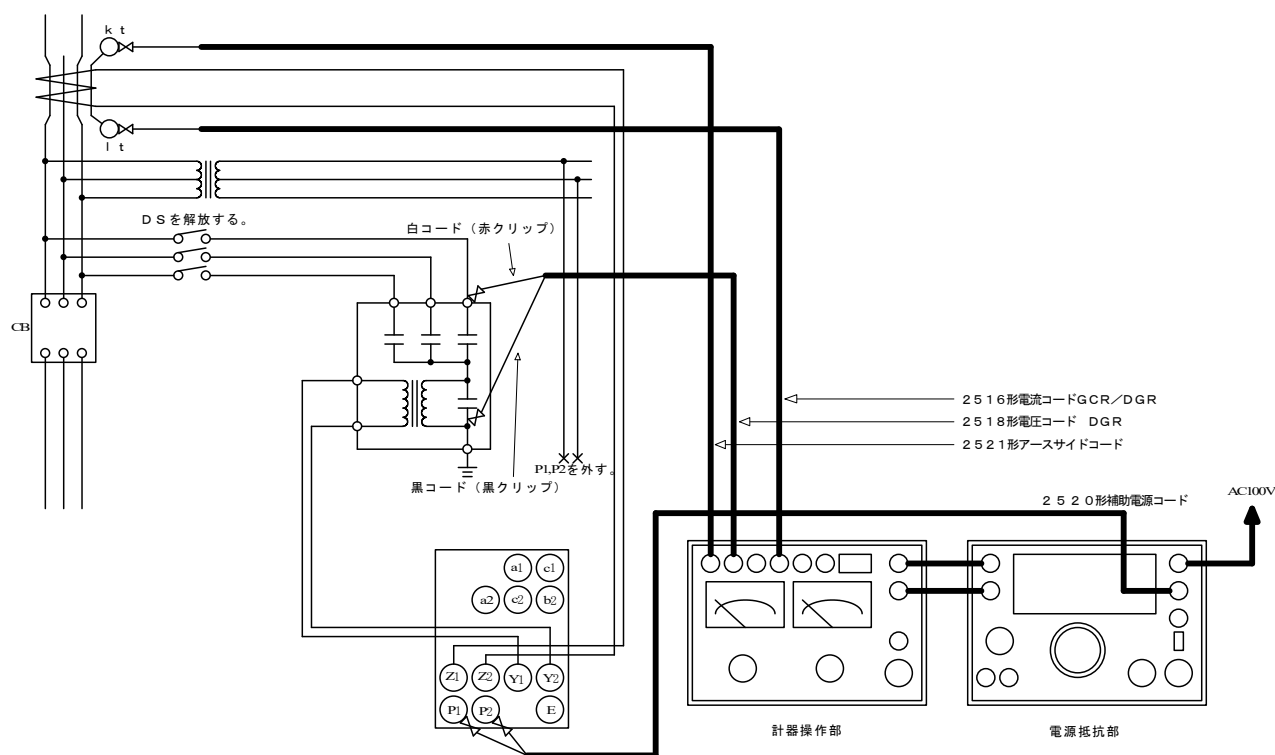 ｋｔ
ｌｔ
ＤＳを解放する。
白コード（赤クリップ）
CB
２５１６形電流コードＧＣＲ／ＤＧＲ
２５１８形電圧コード　ＤＧＲ
２５２１形アースサイドコード
P1,P2を外す。
黒コード（黒クリップ）
２５２０形補助電源コード
AC100V
a1
c1
a2
c2
b2
Z1
Z2
Y1
Y2
P1
P2
E
計器操作部
電源抵抗部